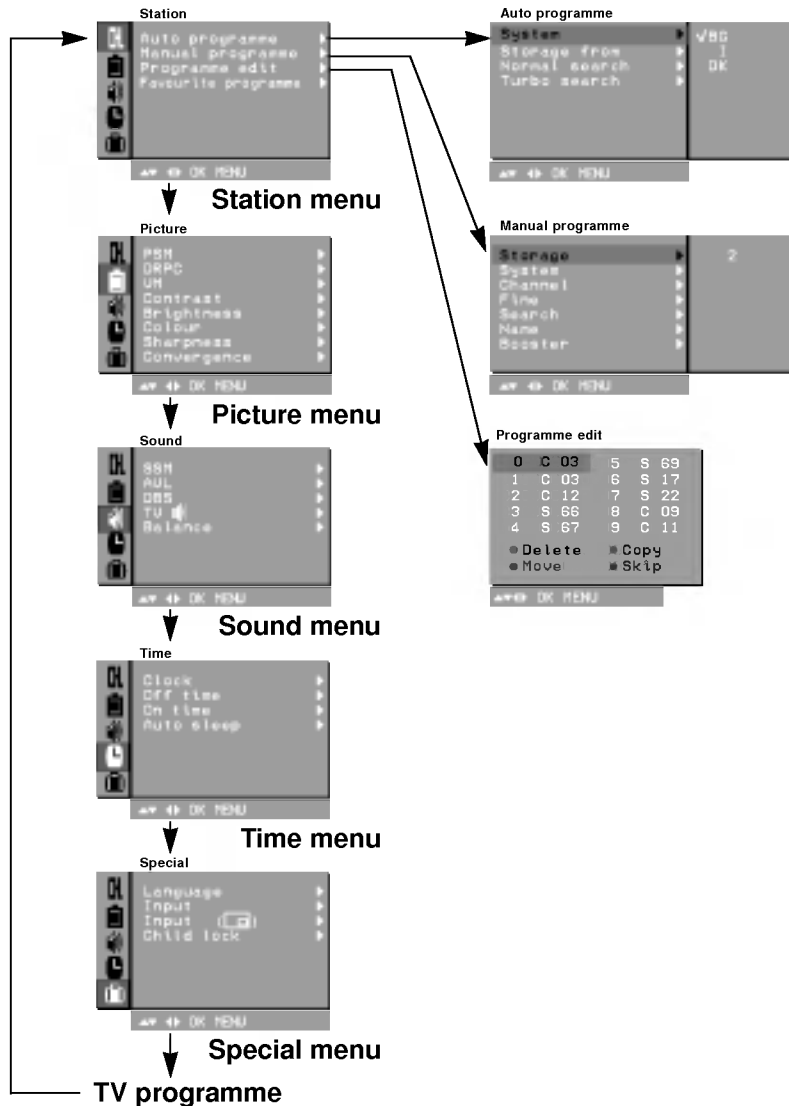 Station
Auto programme
Manual programme
Programme edit
Favourite programme
OK MENU
Station menu
Auto programme
System
Storage from
Normal search
Turbo search
BG
1
OK
OK MENU
Picture
PSM
DRPC
VM
Contrast
Brightness
Colour
Sharpness
Convergence
OK MENU
Picture menu
Manual programme
Storage
System
Channel
Fine
Search
Name
Booster
2
OK MENU
Sound
SSM
AVL
DBS
TV
Balance
OK MENU
Sound menu
Programme edit
0 C 03 5 S 69
1 C 03 6 S 17
2 C 12 7 S 22
3 S 66 8 C 09
4 S 67 9 C 11
Delete Copy
Move Skip
OK MENU
Time
Clock
Off time
On time
Auto sleep
OK MENU
Time menu
Special
Language
Input
Input
Child lock
OK MENU
Special menu
TV programme